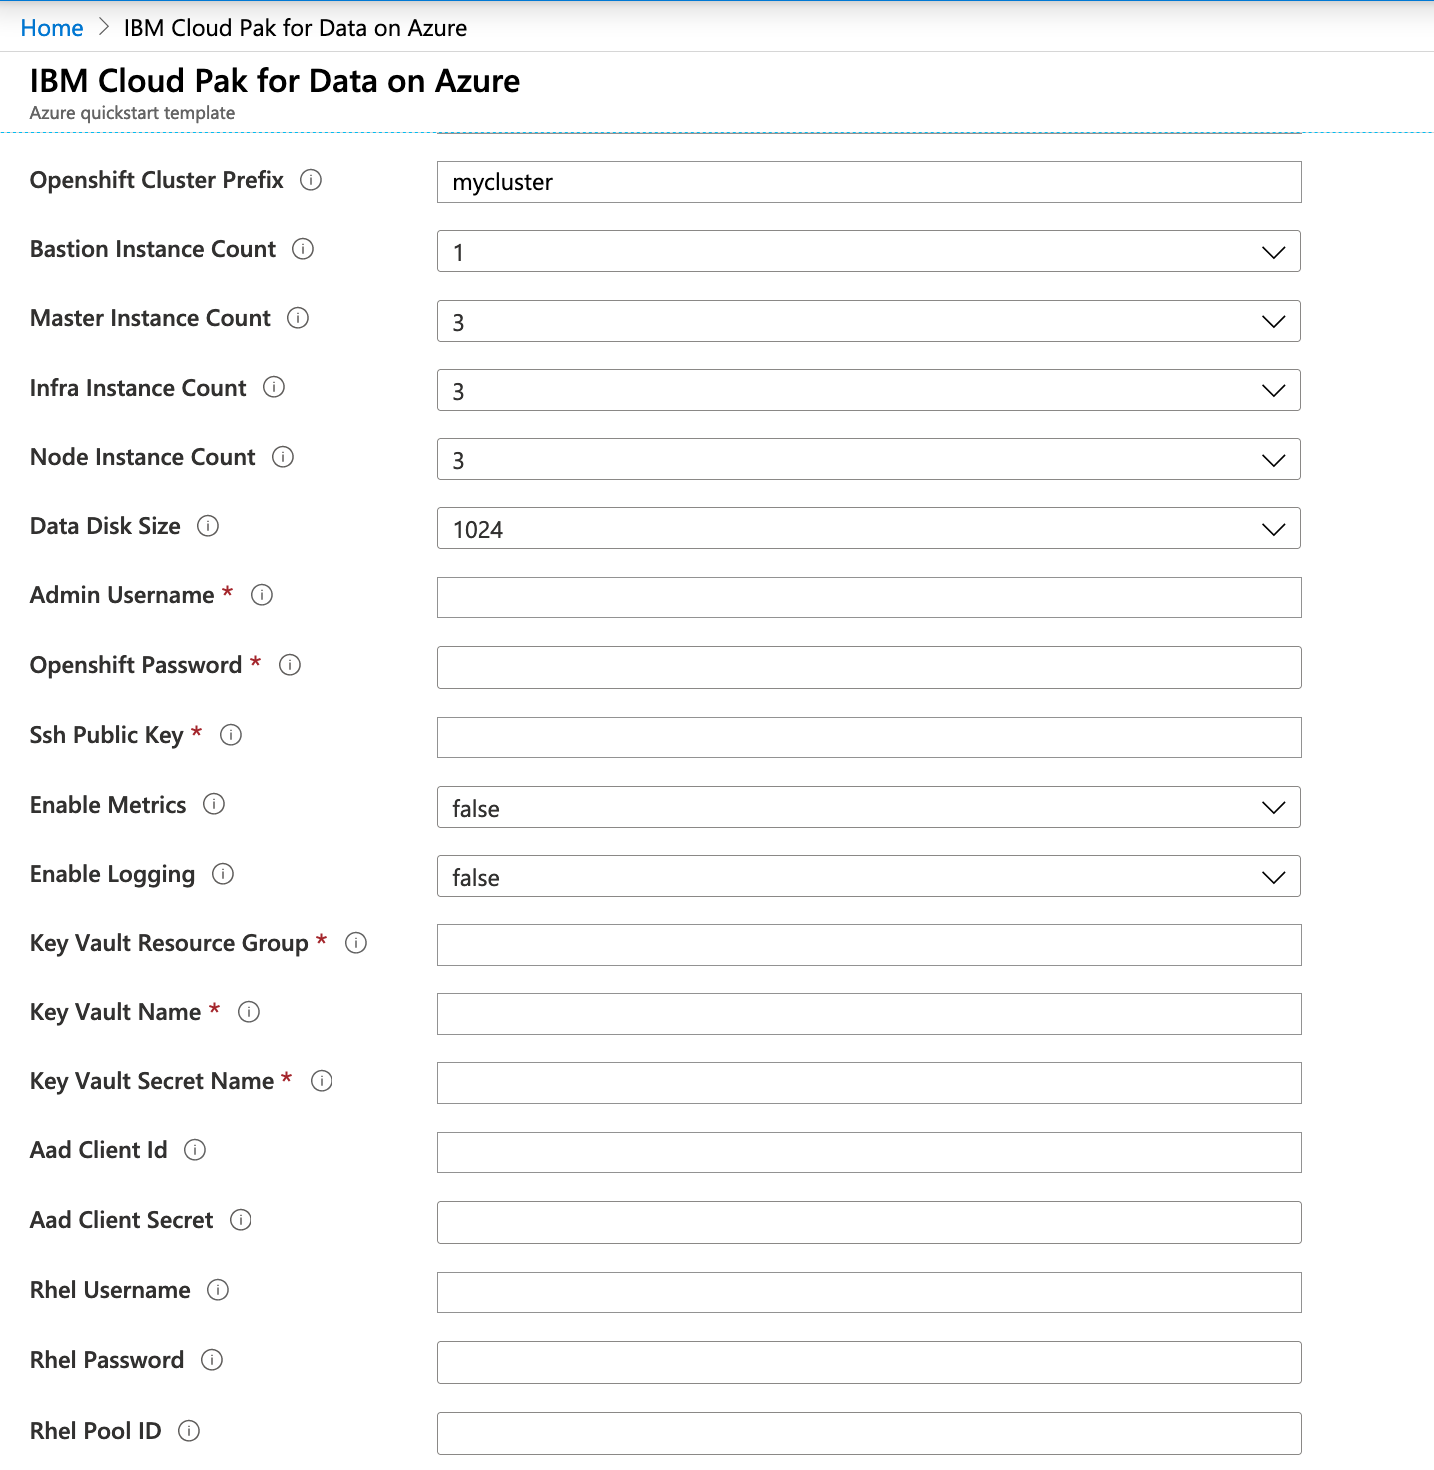 Home > IBM Cloud Pak for Data on Azure
IBM Cloud Pak for Data on Azure
Azure quickstart template
Openshift Cluster Prefix mycluster
Bastion Instance Count 1
Master Instance Count 3
Infra Instance Count 3
Node Instance Count 3
Data Disk Size 1024
Admin Username *
Openshift Password *
Ssh Public Key *
Enable Metrics false
Enable Logging false
Key Vault Resource Group *
Key Vault Name *
Key Vault Secret Name *
Aad Client Id
Aad Client Secret
Rhel Username
Rhel Password
Rhel Pool ID